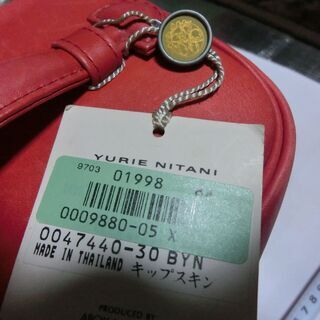 YURIE NITANI
9703 01998
0009880-05 X
0047440-30 BYN
MADE IN THAILAND キップスキン
PRODUCED BY